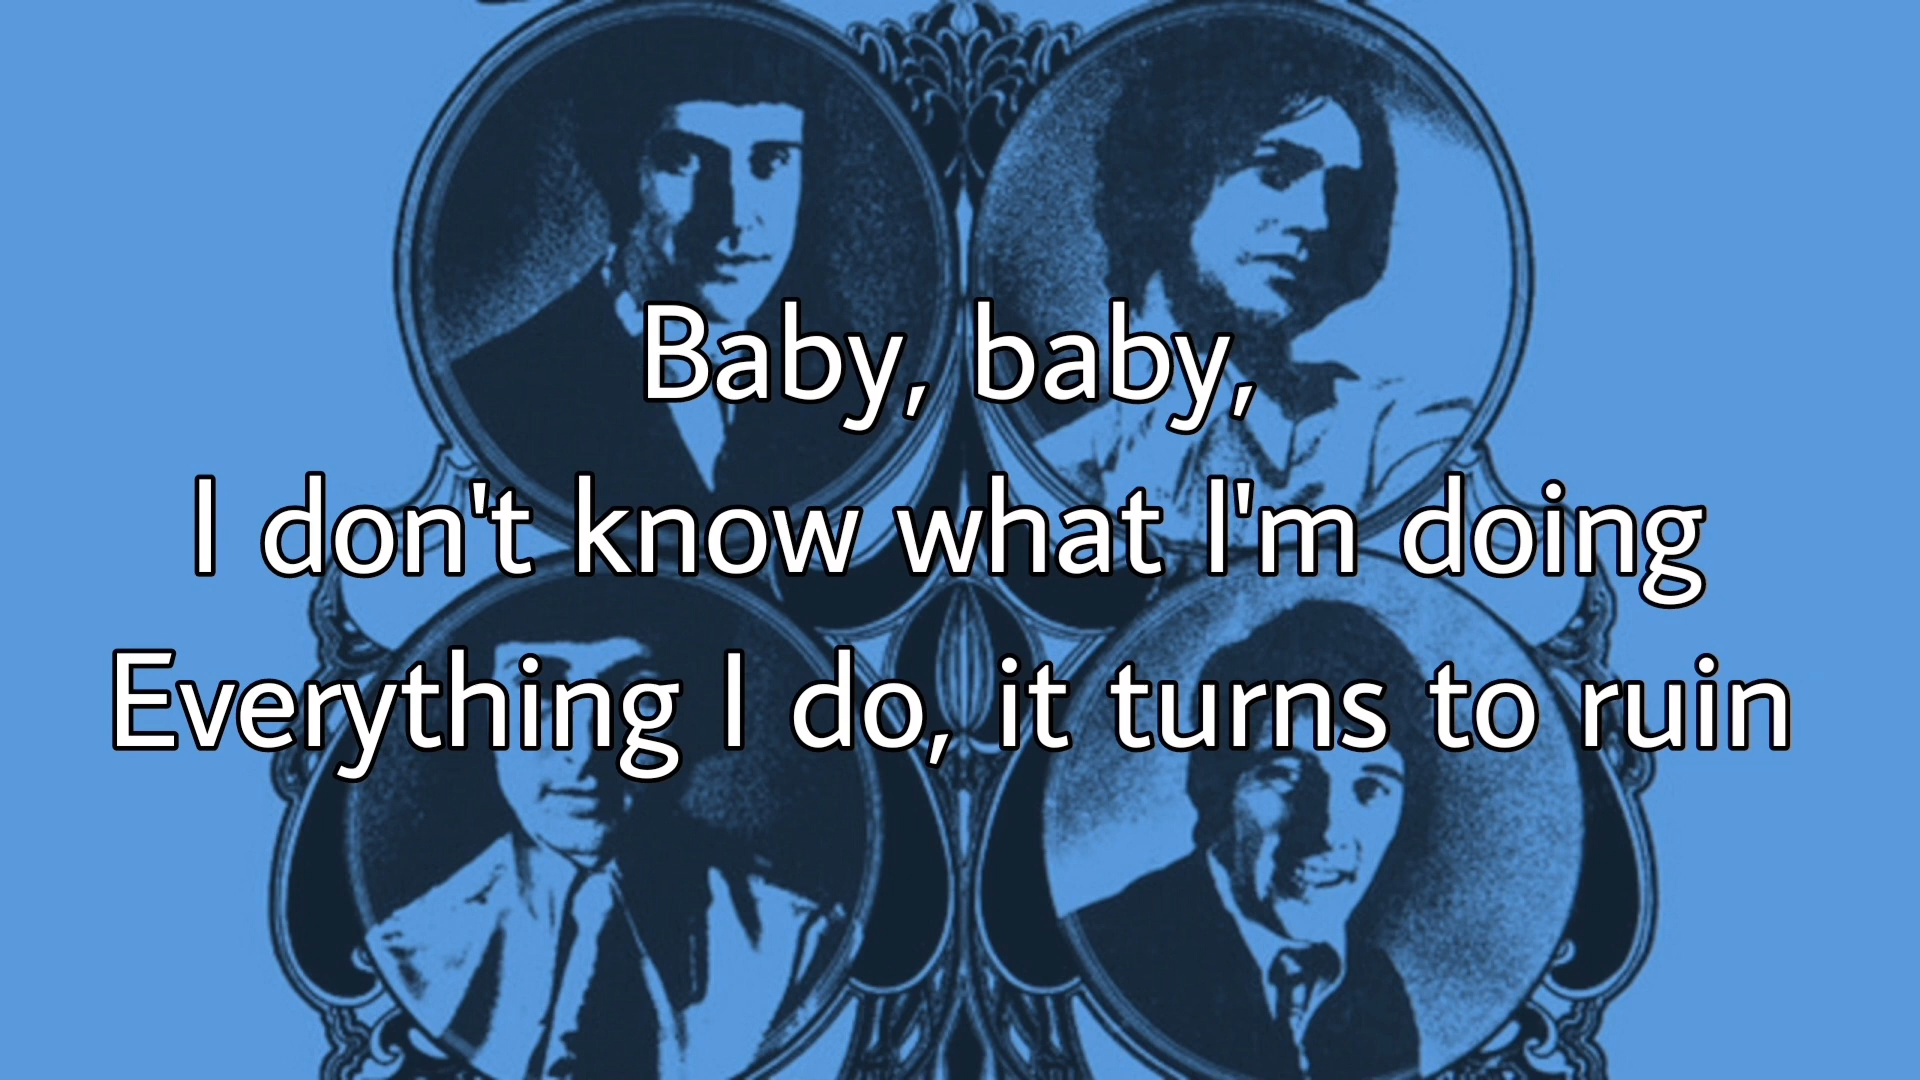 Baby, baby,
I don't know what I'm doing
Everything I do, it turns to ruin